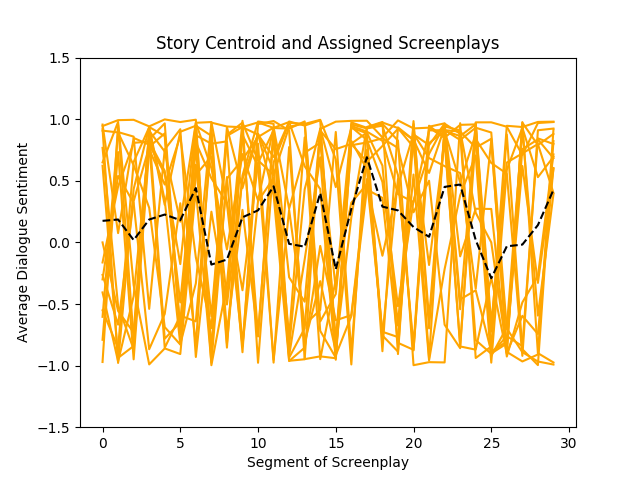 Story Centroid and Assigned Screenplays
1.5
1.0
0.5
0.0
−0.5
−1.0
−1.5
Average Dialogue Sentiment
0 5 10 15 20 25 30
Segment of Screenplay